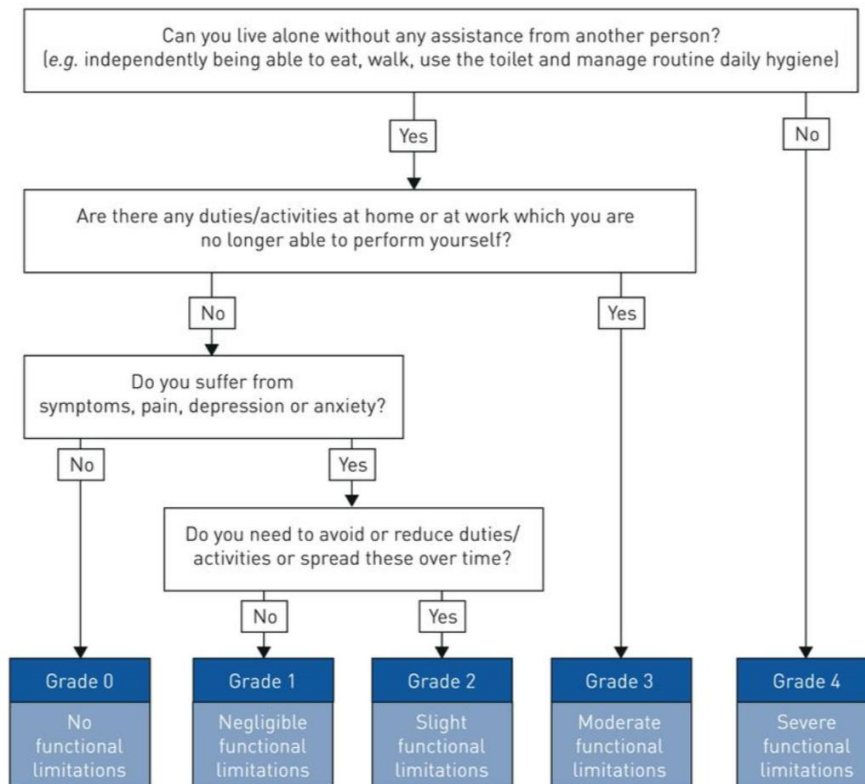 Can you live alone without any assistance from another person?
(e.g. independently being able to eat, walk, use the toilet and manage routine daily hygiene)
Yes
No
Are there any duties/activities at home or at work which you are
no longer able to perform yourself?
No
Yes
Do you suffer from
symptoms, pain, depression or anxiety?
No
Yes
Do you need to avoid or reduce duties/
activities or spread these over time?
No
Yes
Grade 0
No
functional
limitations
Grade 1
Negligible
functional
limitations
Grade 2
Slight
functional
limitations
Grade 3
Moderate
functional
limitations
Grade 4
Severe
functional
limitations